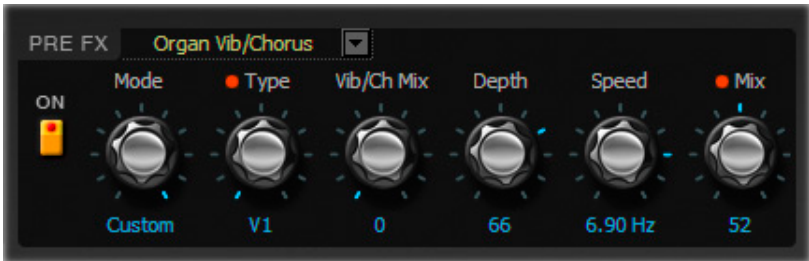 PRE FX Organ Vib/Chorus
ON
Mode Type Vib/Ch Mix Depth Speed Mix
Custom V1 0 66 6.90 Hz 52